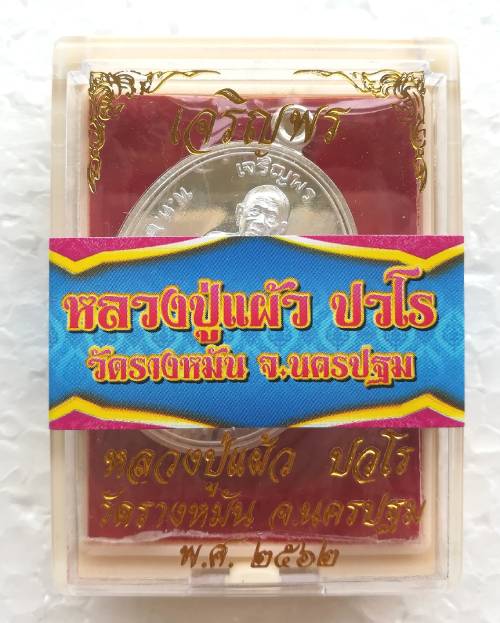 เจริญพร
เจริญพร
หลวงปู่แผ้ว ปวโร
วัดรางหมัน จ.นครปฐม
หลวงปู่แผ้ว ปวโร
วัดรางหมัน จ.นครปฐม
พ.ศ. ๒๕๖๒